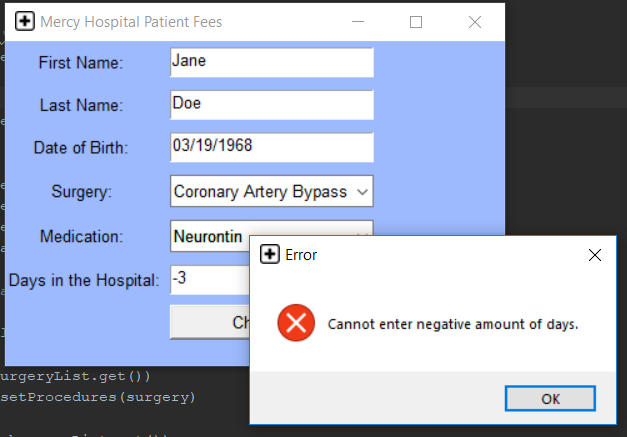 Mercy Hospital Patient Fees
First Name: Jane
Last Name: Doe
Date of Birth: 03/19/1968
Surgery: Coronary Artery Bypass
Medication: Neurontin
Days in the Hospital: -3
Error
Cannot enter negative amount of days.
OK
urgeryList.get())
setProcedures(surgery)